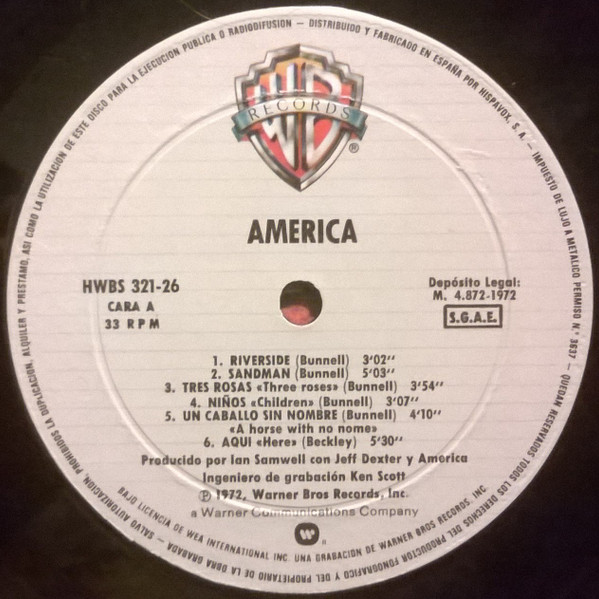 RECORDS
®
AMERICA
HWBS 321-26
CARA A
33 RPM
Depósito Legal:
M. 4.872-1972
S.G.A.E.
1. RIVERSIDE (Bunnell) 3'02''
2. SANDMAN (Bunnell) 5'03''
3. TRES ROSAS «Three roses» (Bunnell) 3'54''
4. NIÑOS «Children» (Bunnell) 3'07''
5. UN CABALLO SIN NOMBRE (Bunnell) 4'10''
«A horse with no nome»
6. AQUI «Here» (Beckley) 5'30''
Producido por Ian Samwell con Jeff Dexter y America
Ingeniero de grabación Ken Scott
Ⓟ 1972, Warner Bros Records, Inc.
a Warner Communications Company
BAJO LICENCIA DE WEA INTERNATIONAL INC. UNA GRABACION DE WARNER BROS RECORDS, INC.
DISTRIBUIDO Y FABRICADO EN ESPAÑA POR HISPAVOX, S. A. - IMPUESTO DE LUJO A METALICO PERMISO N.° 3637 - QUEDAN RESERVADOS TODOS LOS DERECHOS DEL PRODUCTOR FONOGRAFICO Y DEL PROPIETARIO DE LA OBRA GRABADA - SALVO AUTORIZACION, PROHIBIDOS LA DUPLICACION, ALQUILER Y PRESTAMO, ASI COMO LA UTILIZACION DE ESTE DISCO PARA LA EJECUCION PUBLICA O RADIODIFUSION -